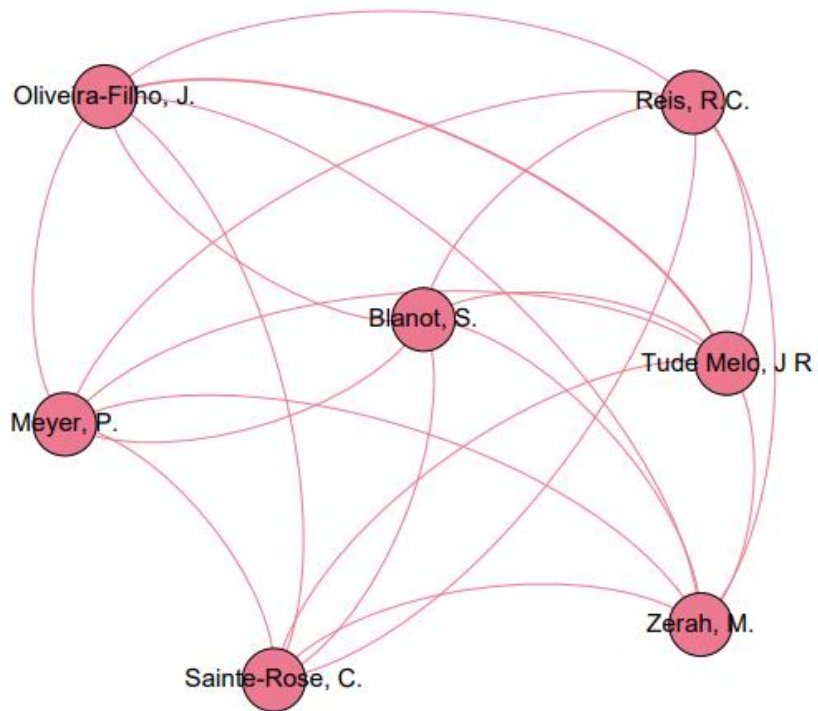 Oliveira-Filho, J.
Reis, R.C.
Blanot, S.
Tude Melo, J R
Meyer, P.
Zerah, M.
Sainte-Rose, C.